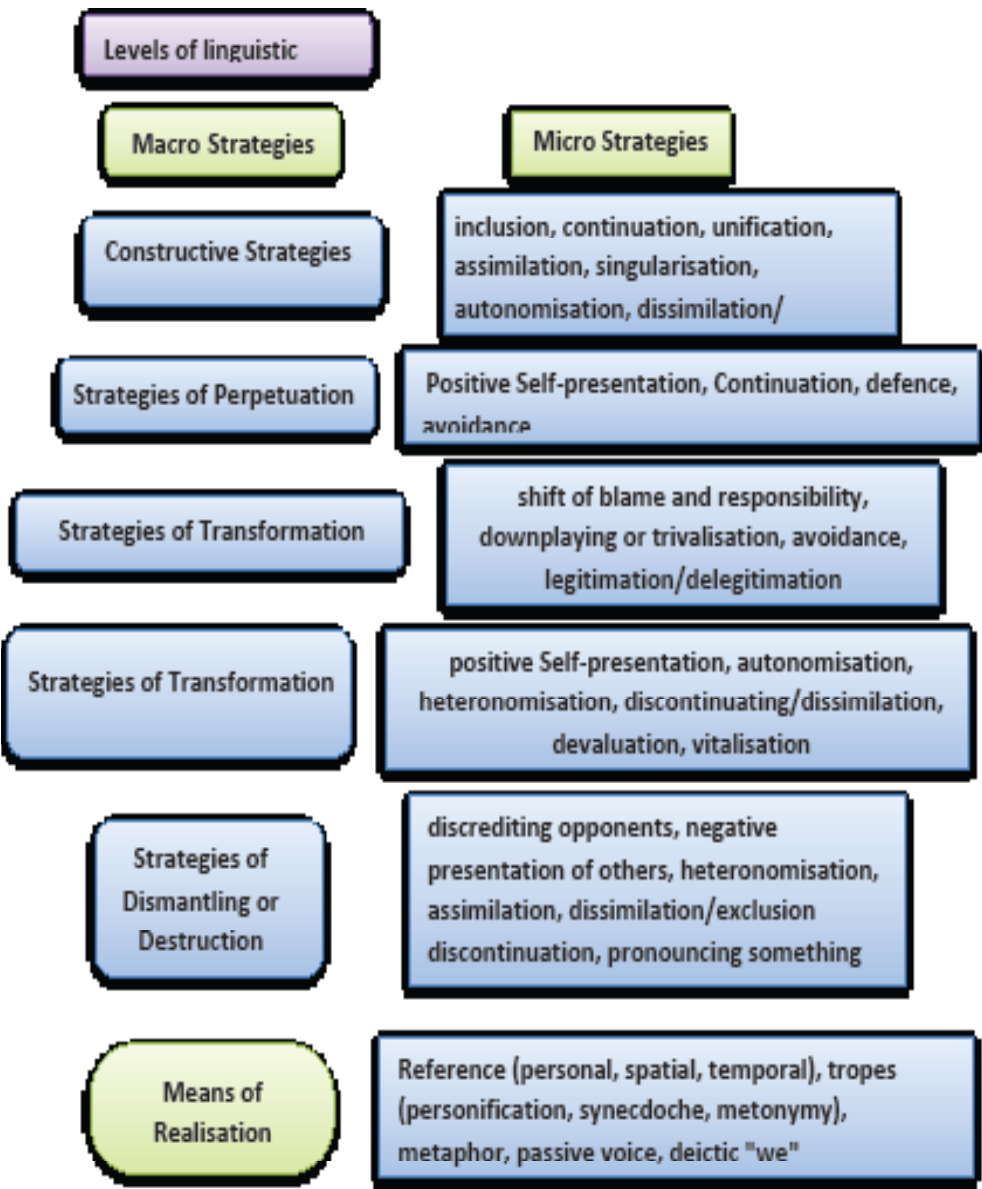 Levels of linguistic
Macro Strategies
Micro Strategies
Constructive Strategies
inclusion, continuation, unification,
assimilation, singularisation,
autonomisation, dissimilation/
Strategies of Perpetuation
Positive Self-presentation, Continuation, defence,
avoidance
Strategies of Transformation
shift of blame and responsibility,
downplaying or trivalisation, avoidance,
legitimation/delegitimation
Strategies of Transformation
positive Self-presentation, autonomisation,
heteronomisation, discontinuating/dissimilation,
devaluation, vitalisation
Strategies of
Dismantling or
Destruction
discrediting opponents, negative
presentation of others, heteronomisation,
assimilation, dissimilation/exclusion
discontinuation, pronouncing something
Means of
Realisation
Reference (personal, spatial, temporal), tropes
(personification, synecdoche, metonymy),
metaphor, passive voice, deictic "we"